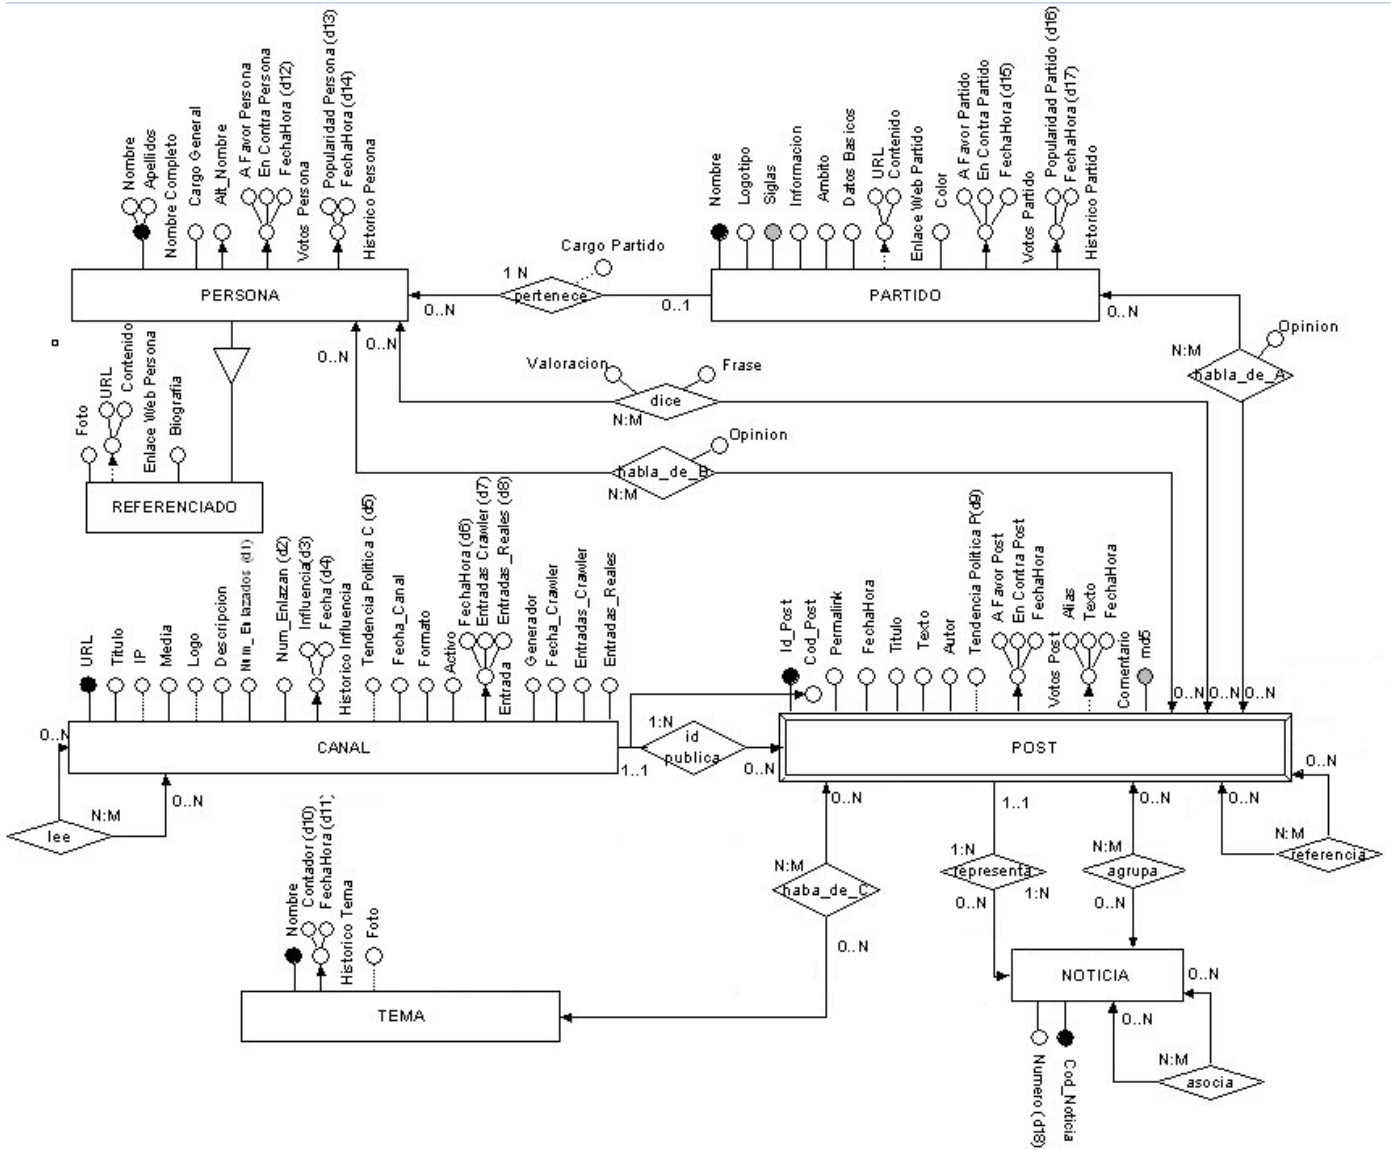 Nombre
Apellidos
Nombre Completo
Cargo General
Alt_Nombre
A Favor Persona
En Contra Persona
FechaHora (d12)
Votos Persona
Popularidad Persona (d13)
FechaHora (d14)
Historico Persona
PERSONA
0..N
1 N
pertenece
Cargo Partido
0..1
Nombre
Logotipo
Siglas
Informacion
Ambito
Datos Basicos
URL
Contenido
Enlace Web Partido
Color
A Favor Partido
En Contra Partido
FechaHora (d15)
Votos Partido
Popularidad Partido (d16)
FechaHora (d17)
Historico Partido
PARTIDO
0..N
N:M
habla_de_A
Opinion
0..N
0..N
Valoracion
Frase
dice
N:M
Opinion
habla_de_B
N:M
Foto
URL
Contenido
Enlace Web Persona
Biografia
REFERENCIADO
URL
Titulo
IP
Media
Logo
Descripcion
Num_Enlazados (d1)
Num_Enlazan (d2)
Influencia(d3)
Fecha (d4)
Historico Influencia
Tendencia Politica C (d5)
Fecha_Canal
Formato
Activo
FechaHora (d6)
Entradas Crawler (d7)
Entradas_Reales (d8)
Entrada
Generador
Fecha_Crawler
Entradas_Crawler
Entradas_Reales
CANAL
0..N
0..N
N:M
lee
1..1
1:N
id
publica
0..N
Id_Post
Cod_Post
Permalink
FechaHora
Titulo
Texto
Autor
Tendencia Politica P(d9)
A Favor Post
En Contra Post
FechaHora
Votos Post
Alias
Texto
FechaHora
Comentario
md5
0..N
0..N
0..N
POST
0..N
1..1
0..N
0..N
0..N
N:M
haba_de_C
0..N
1:N
representa
1:N
0..N
N:M
agrupa
0..N
N:M
referencia
Nombre
Contador (d10)
FechaHora (d11)
Historico Tema
Foto
TEMA
NOTICIA
0..N
0..N
N:M
asocia
Numero (d18)
Cod_Noticia